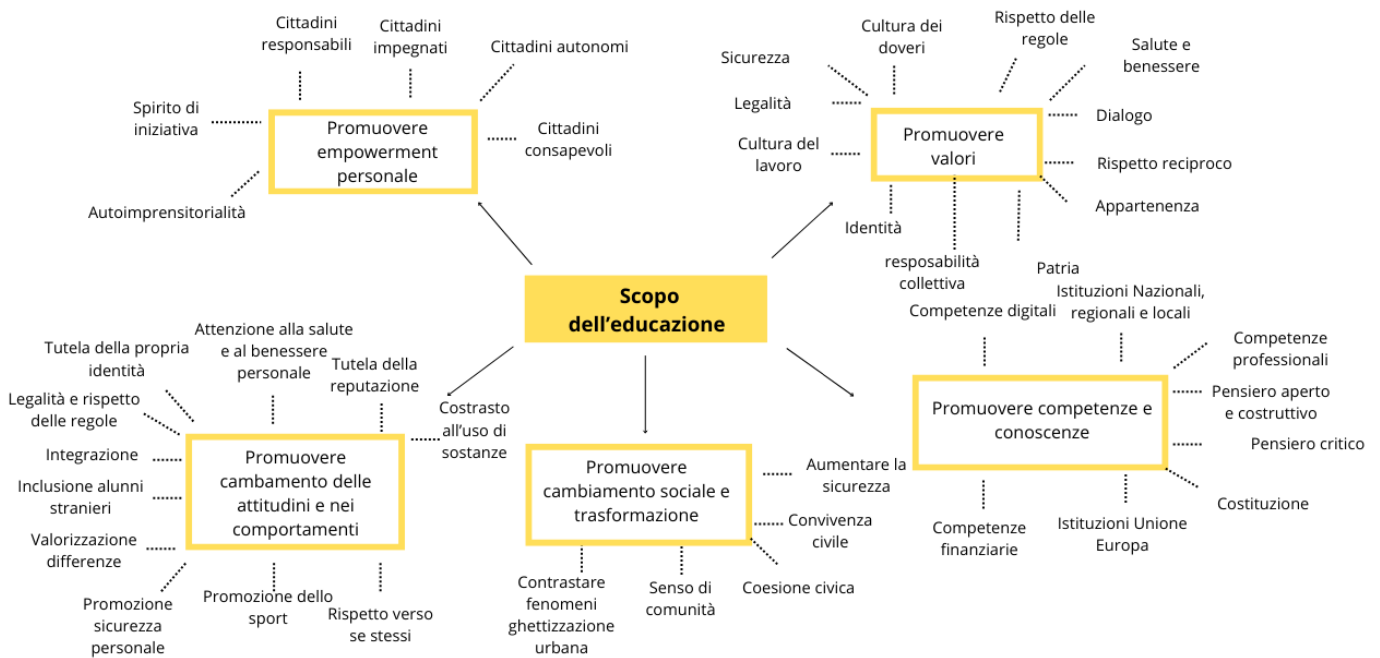 Cittadini
responsabili
Cittadini
impegnati
Cittadini autonomi
Spirito di
iniziativa
Promuovere
empowerment
personale
Cittadini
consapevoli
Autoimprensitorialità
Sicurezza
Cultura dei
doveri
Rispetto delle
regole
Salute e
benessere
Legalità
Promuovere
valori
Dialogo
Cultura del
lavoro
Rispetto reciproco
Appartenenza
Identità
resposabilità
collettiva
Patria
Scopo
dell’educazione
Tutela della propria
identità
Attenzione alla salute
e al benessere
personale
Tutela della
reputazione
Legalità e rispetto
delle regole
Costrasto
all’uso di
sostanze
Integrazione
Promuovere
cambamento delle
attitudini e nei
comportamenti
Inclusione alunni
stranieri
Valorizzazione
differenze
Promozione
sicurezza
personale
Promozione dello
sport
Rispetto verso
se stessi
Promuovere
cambiamento sociale e
trasformazione
Aumentare la
sicurezza
Convivenza
civile
Coesione civica
Senso di
comunità
Contrastare
fenomeni
ghettizzazione
urbana
Competenze digitali
Istituzioni Nazionali,
regionali e locali
Competenze
professionali
Promuovere competenze e
conoscenze
Pensiero aperto
e costruttivo
Pensiero critico
Costituzione
Istituzioni Unione
Europa
Competenze
finanziarie